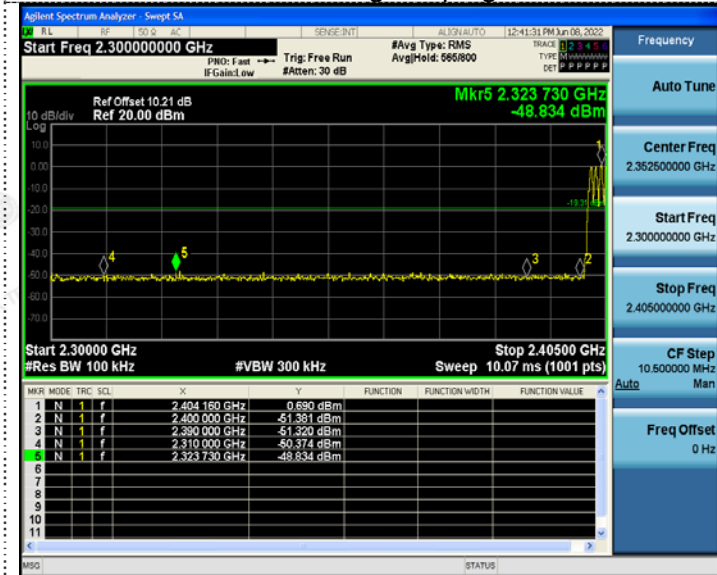 Agilent Spectrum Analyzer - Swept SA
RL RF 50 Ω AC SENSE:INT ALIGN AUTO 12:41:31 PM Jun 08, 2022
Start Freq 2.300000000 GHz
PNO: Fast
IFGain:Low
Trig: Free Run
#Atten: 30 dB
#Avg Type: RMS
Avg|Hold: 565/800
TRACE 1 2 3 4 5 6
TYPE M
DET P P P P P P
Ref Offset 10.21 dB
10 dB/div Ref 20.00 dBm
Log
Mkr5 2.323 730 GHz
-48.834 dBm
10.0
0.00
-10.0
-20.0
-30.0
-40.0
-50.0
-60.0
-70.0
1
2
3
4
5
Start 2.30000 GHz Stop 2.40500 GHz
#Res BW 100 kHz #VBW 300 kHz Sweep 10.07 ms (1001 pts)
MKR MODE TRC SCL X Y FUNCTION FUNCTION WIDTH FUNCTION VALUE
1 N 1 f 2.404 160 GHz 0.690 dBm
2 N 1 f 2.400 000 GHz -51.381 dBm
3 N 1 f 2.390 000 GHz -51.320 dBm
4 N 1 f 2.310 000 GHz -50.374 dBm
5 N 1 f 2.323 730 GHz -48.834 dBm
6
7
8
9
10
11
MSG STATUS
Frequency
Auto Tune
Center Freq
2.352500000 GHz
Start Freq
2.300000000 GHz
Stop Freq
2.405000000 GHz
CF Step
10.500000 MHz
Auto Man
Freq Offset
0 Hz